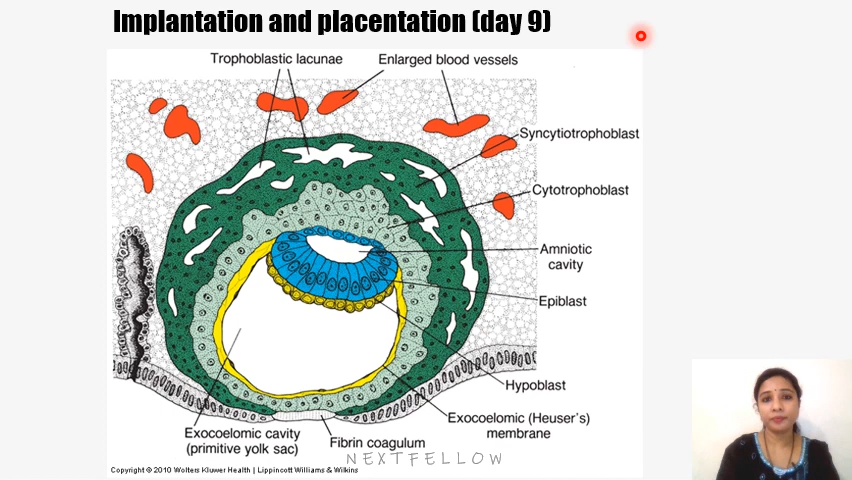 Implantation and placentation (day 9)
Trophoblastic lacunae
Enlarged blood vessels
Syncytiotrophoblast
Cytotrophoblast
Amniotic
cavity
Epiblast
Hypoblast
Exocoelomic (Heuser's)
membrane
Exocoelomic cavity
(primitive yolk sac)
Fibrin coagulum
NEXTFELLOW
Copyright © 2010 Wolters Kluwer Health | Lippincott Williams & Wilkins